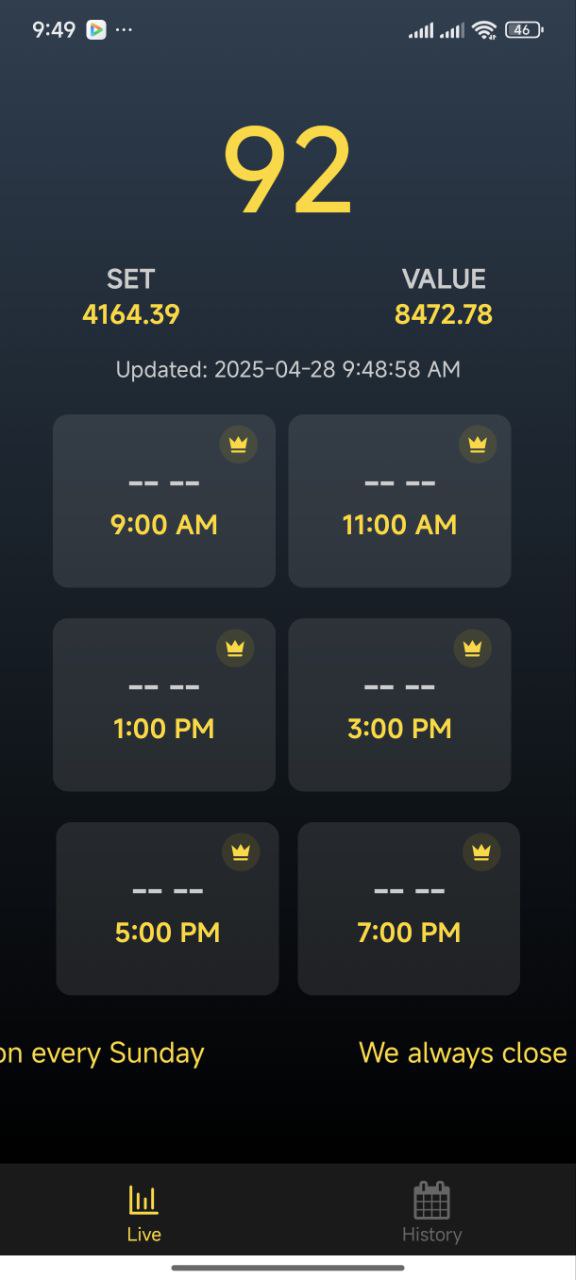 9:49 ... 46
92
SET VALUE
4164.39 8472.78
Updated: 2025-04-28 9:48:58 AM
-- -- -- --
9:00 AM 11:00 AM
-- -- -- --
1:00 PM 3:00 PM
-- -- -- --
5:00 PM 7:00 PM
on every Sunday We always close
Live History